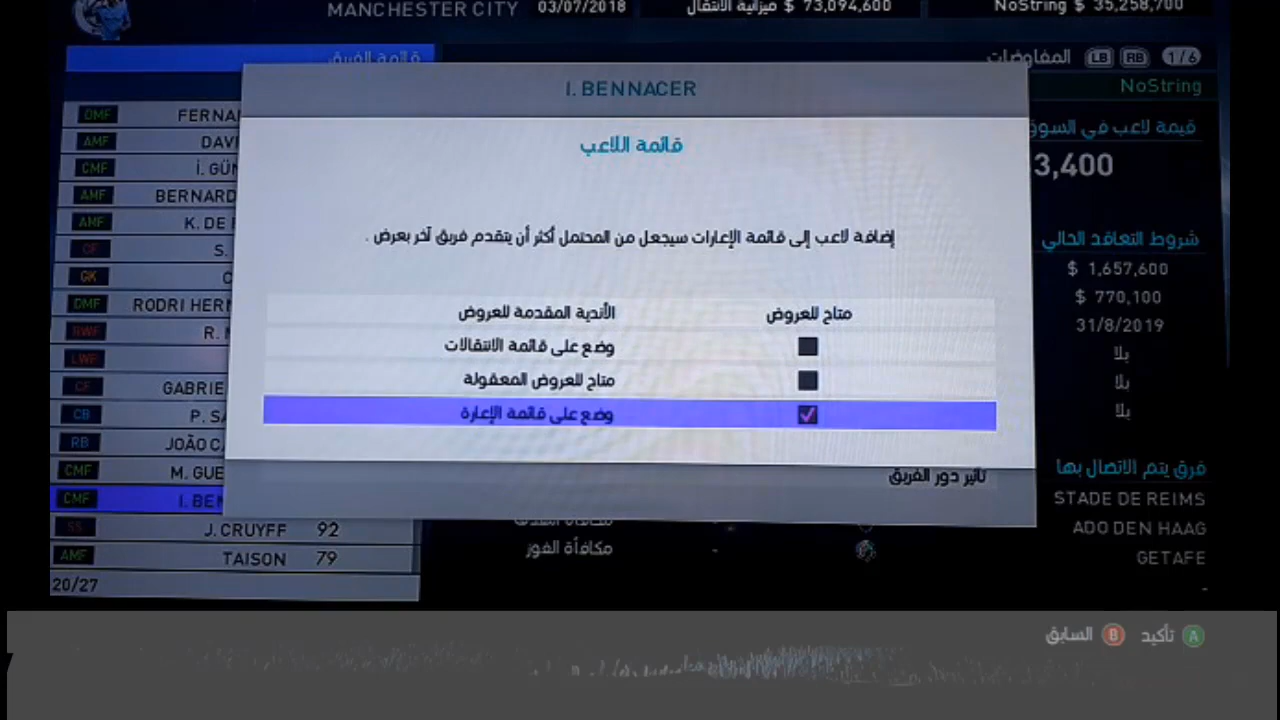 MANCHESTER CITY 03/07/2018 ميزانية الانتقال $ 73,094,600 NoString $ 35,258,700
قائمة الفريق
المفاوضات LB RB 1/6
NoString
I. BENNACER
قائمة اللاعب
إضافة لاعب إلى قائمة الإعارات سيجعل من المحتمل أكثر أن يتقدم فريق آخر بعرض .
متاح للعروض الأندية المقدمة للعروض
وضع على قائمة الانتقالات
متاح للعروض المعقولة
وضع على قائمة الإعارة
تأثير دور الفريق
قيمة لاعب في السوق
3,400
شروط التعاقد الحالي
$ 1,657,600
$ 770,100
31/8/2019
بلا
بلا
بلا
فرق يتم الاتصال بها
STADE DE REIMS
ADO DEN HAAG
GETAFE
-
DMF FERNA
AMF DAVI
CMF İ. GÜN
AMF BERNARD
AMF K. DE
CF S.
GK
DMF RODRI HER
RWF R.
LWF
CF GABRIE
CB P. SA
RB JOÃO C
CMF M. GUE
CMF I. BEN
SS J. CRUYFF 92
AMF TAISON 79
20/27
مكافأة الفوز -
A تأكيد B السابق